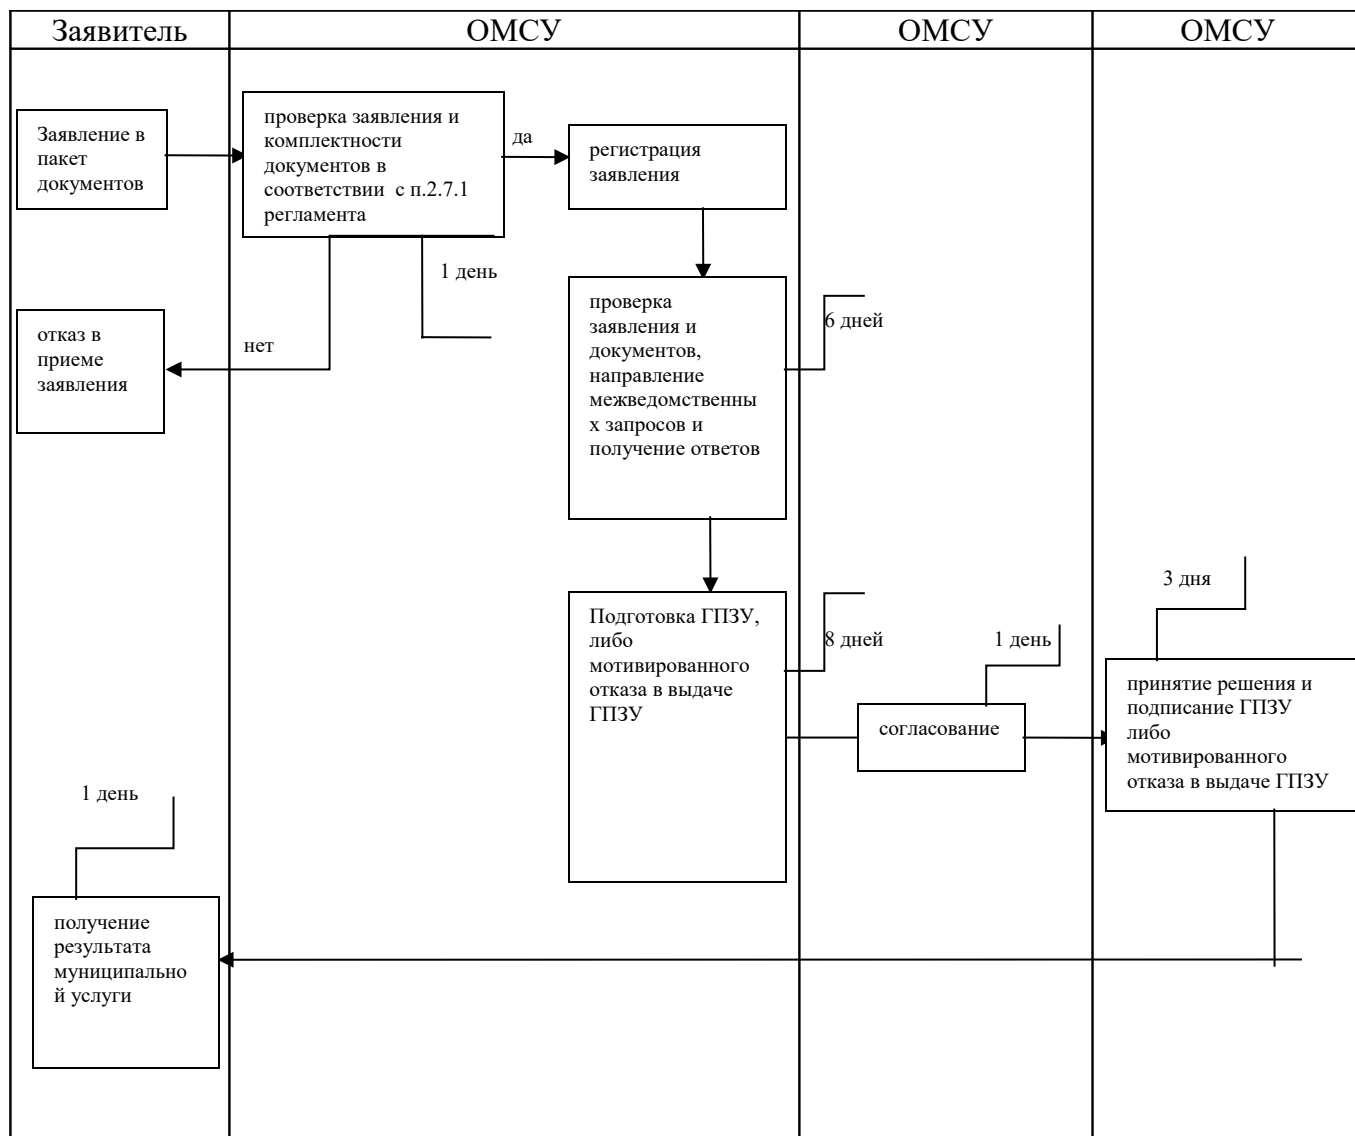 Заявитель
ОМСУ
ОМСУ
ОМСУ
Заявление в
пакет
документов
проверка заявления и
комплектности
документов в
соответствии с п.2.7.1
регламента
да
регистрация
заявления
1 день
отказ в
приеме
заявления
нет
проверка
заявления и
документов,
направление
межведомственны
х запросов и
получение ответов
6 дней
Подготовка ГПЗУ,
либо
мотивированного
отказа в выдаче
ГПЗУ
8 дней
1 день
согласование
3 дня
принятие решения и
подписание ГПЗУ
либо
мотивированного
отказа в выдаче ГПЗУ
1 день
получение
результата
муниципально
й услуги